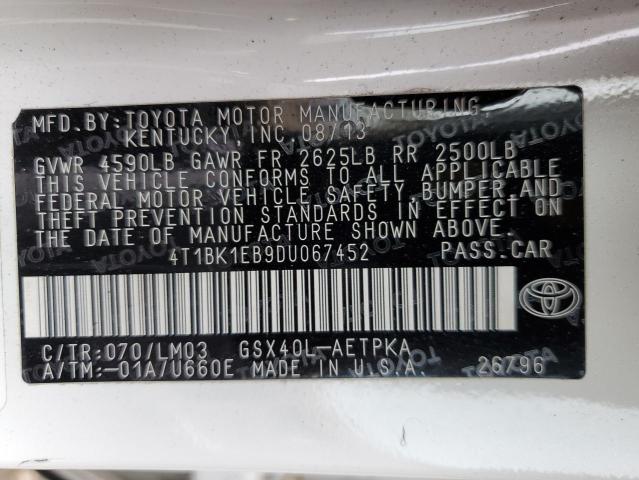 MFD. BY: TOYOTA MOTOR MANUFACTURING,
KENTUCKY, INC. 08/13
GVWR 4590LB GAWR FR 2625LB RR 2500LB
THIS VEHICLE CONFORMS TO ALL APPLICABLE
FEDERAL MOTOR VEHICLE SAFETY, BUMPER AND
THEFT PREVENTION STANDARDS IN EFFECT ON
THE DATE OF MANUFACTURE SHOWN ABOVE.
4T1BK1EB9DU067452 PASS.CAR
C/TR:070/LM03 GSX40L-AETPKA
A/TM:-01A/U660E MADE IN U.S.A. 26796